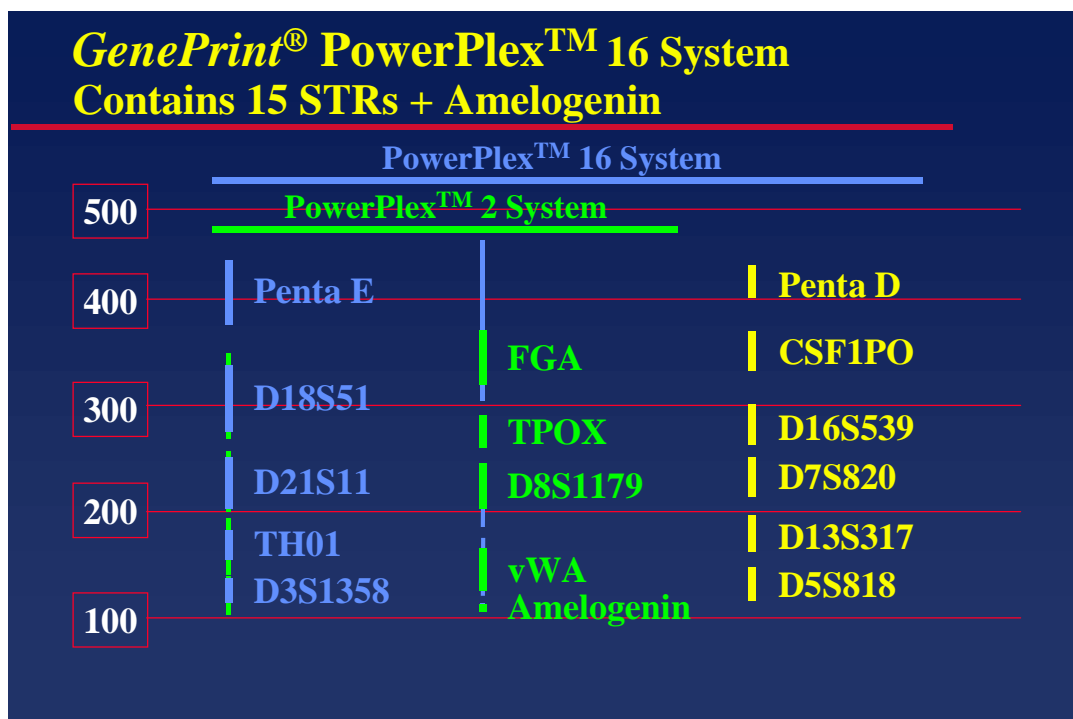 GenePrint® PowerPlex™ 16 System
Contains 15 STRs + Amelogenin
PowerPlex™ 16 System
PowerPlex™ 2 System
500
400
300
200
100
Penta E
D18S51
D21S11
TH01
D3S1358
FGA
TPOX
D8S1179
vWA
Amelogenin
Penta D
CSF1PO
D16S539
D7S820
D13S317
D5S818